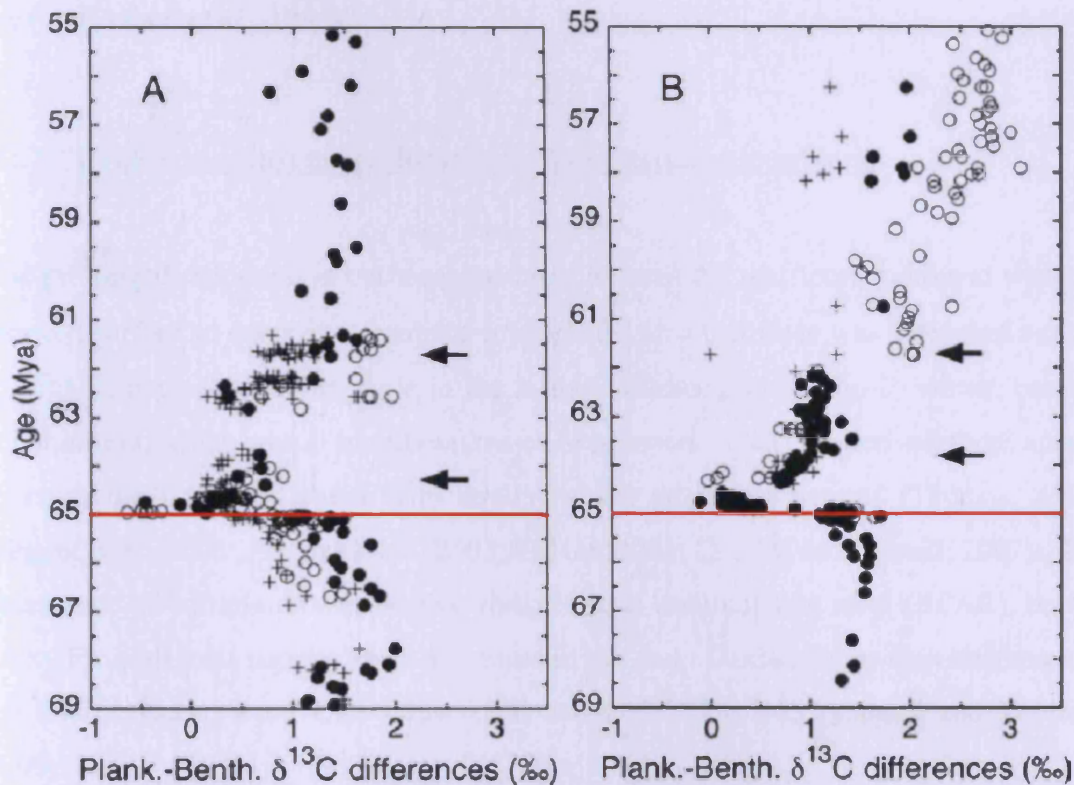 A
B
55
57
59
61
63
65
67
69
Age (Mya)
-1 0 1 2 3
Plank.-Benth. δ¹³C differences (‰)
55
57
59
61
63
65
67
69
-1 0 1 2 3
Plank.-Benth. δ¹³C differences (‰)